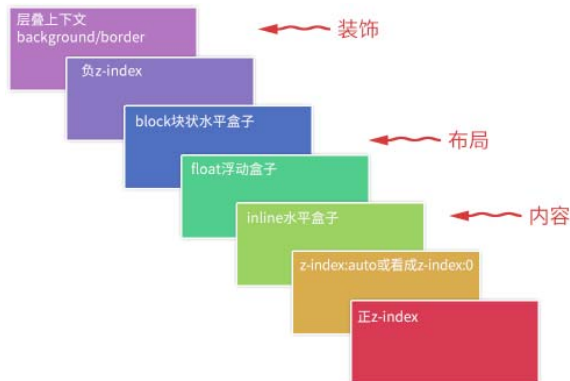 层叠上下文
background/border
装饰
负z-index
block块状水平盒子
布局
float浮动盒子
inline水平盒子
内容
z-index:auto或看成z-index:0
正z-index